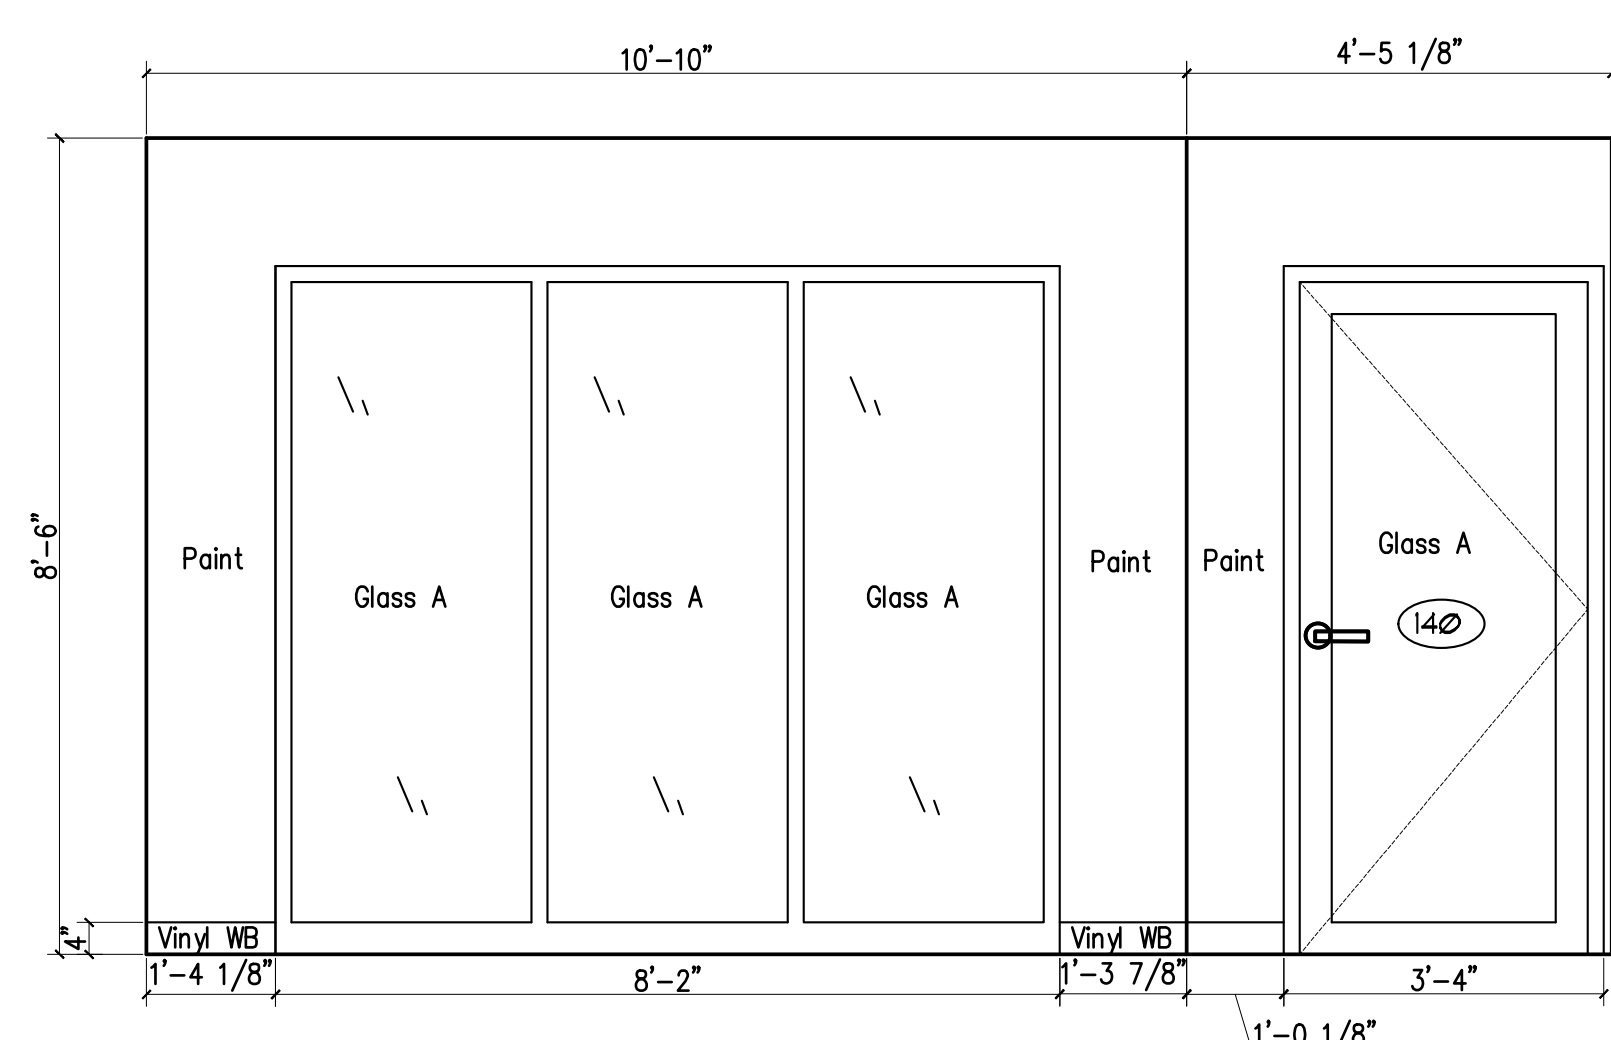 10'-10"
4'-5 1/8"
8'-6"
Paint
Glass A
Glass A
Glass A
Paint
Paint
Glass A
140
4"
Vinyl WB
Vinyl WB
1'-4 1/8"
8'-2"
1'-3 7/8"
3'-4"
1'-0 1/8"